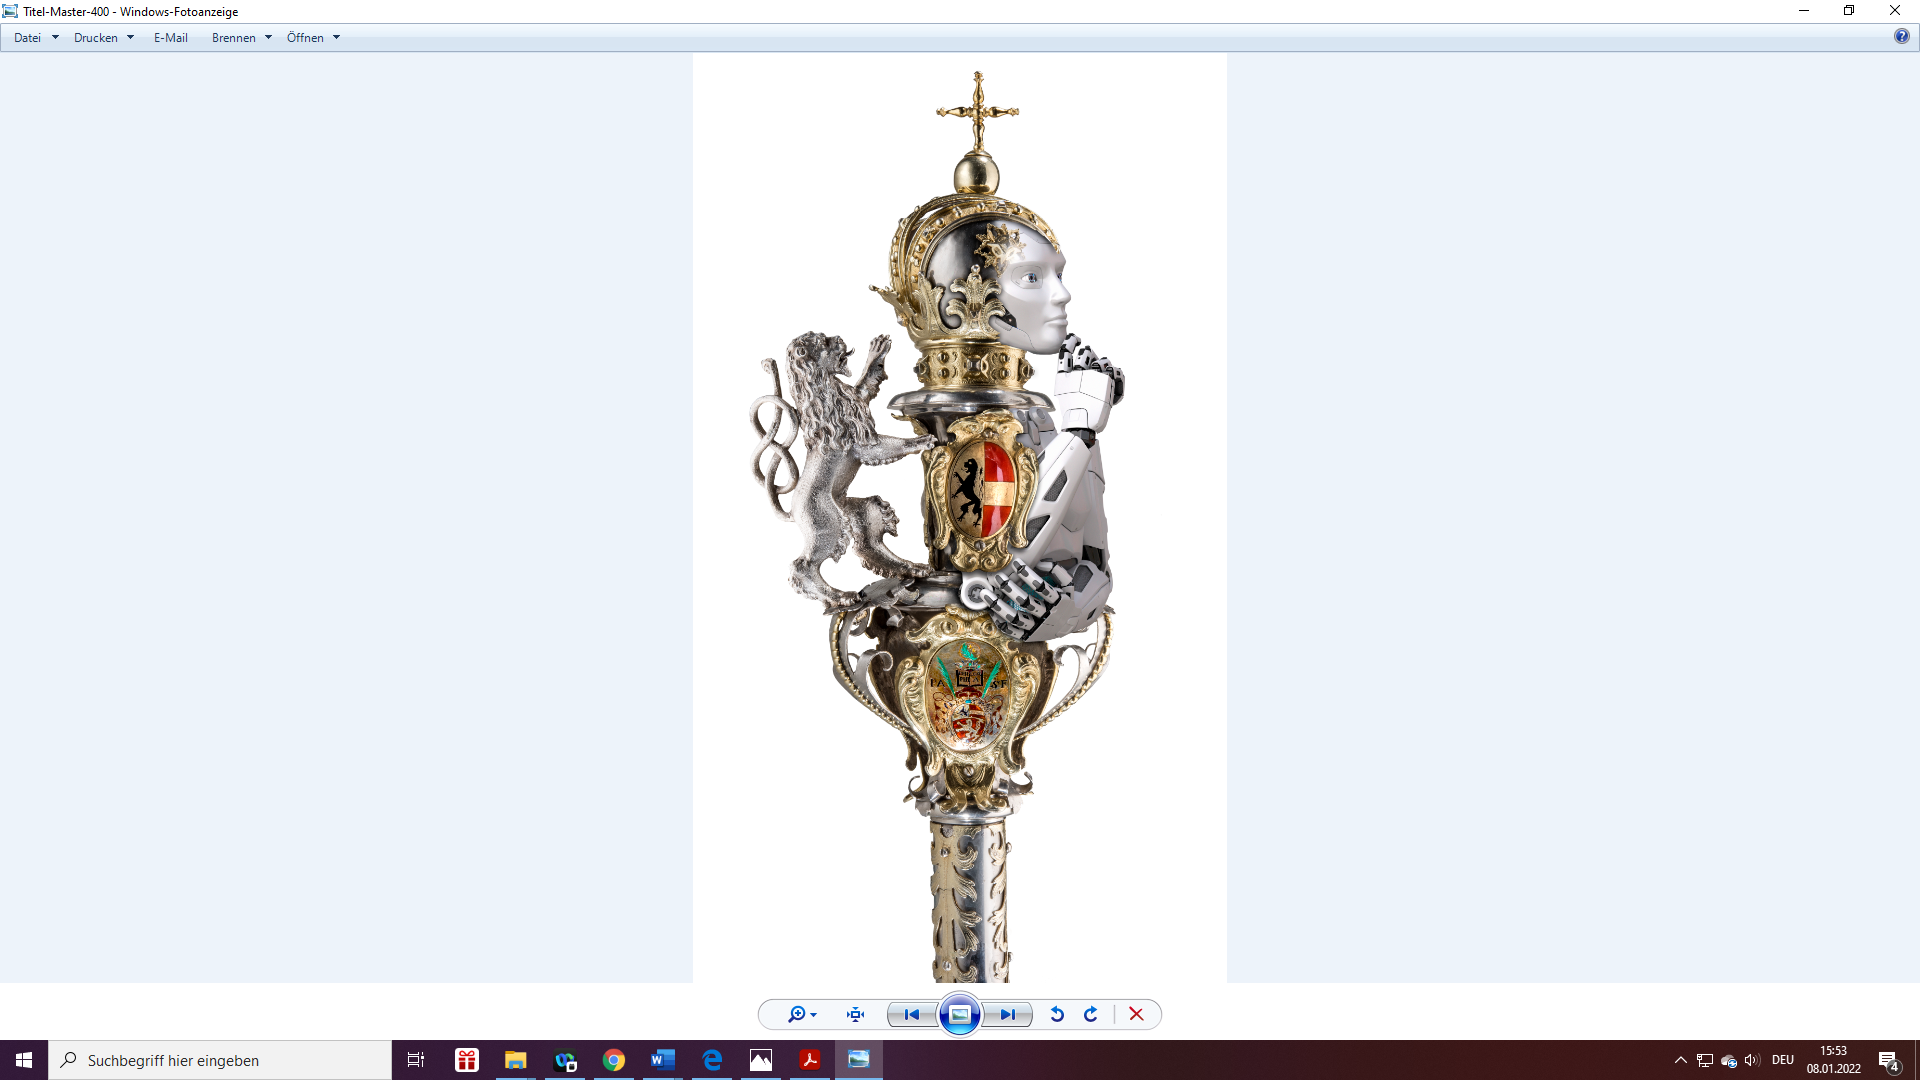 Titel-Master-400 - Windows-Fotoanzeige
Datei Drucken E-Mail Brennen Öffnen
Suchbegriff hier eingeben
DEU
15:53
08.01.2022
4